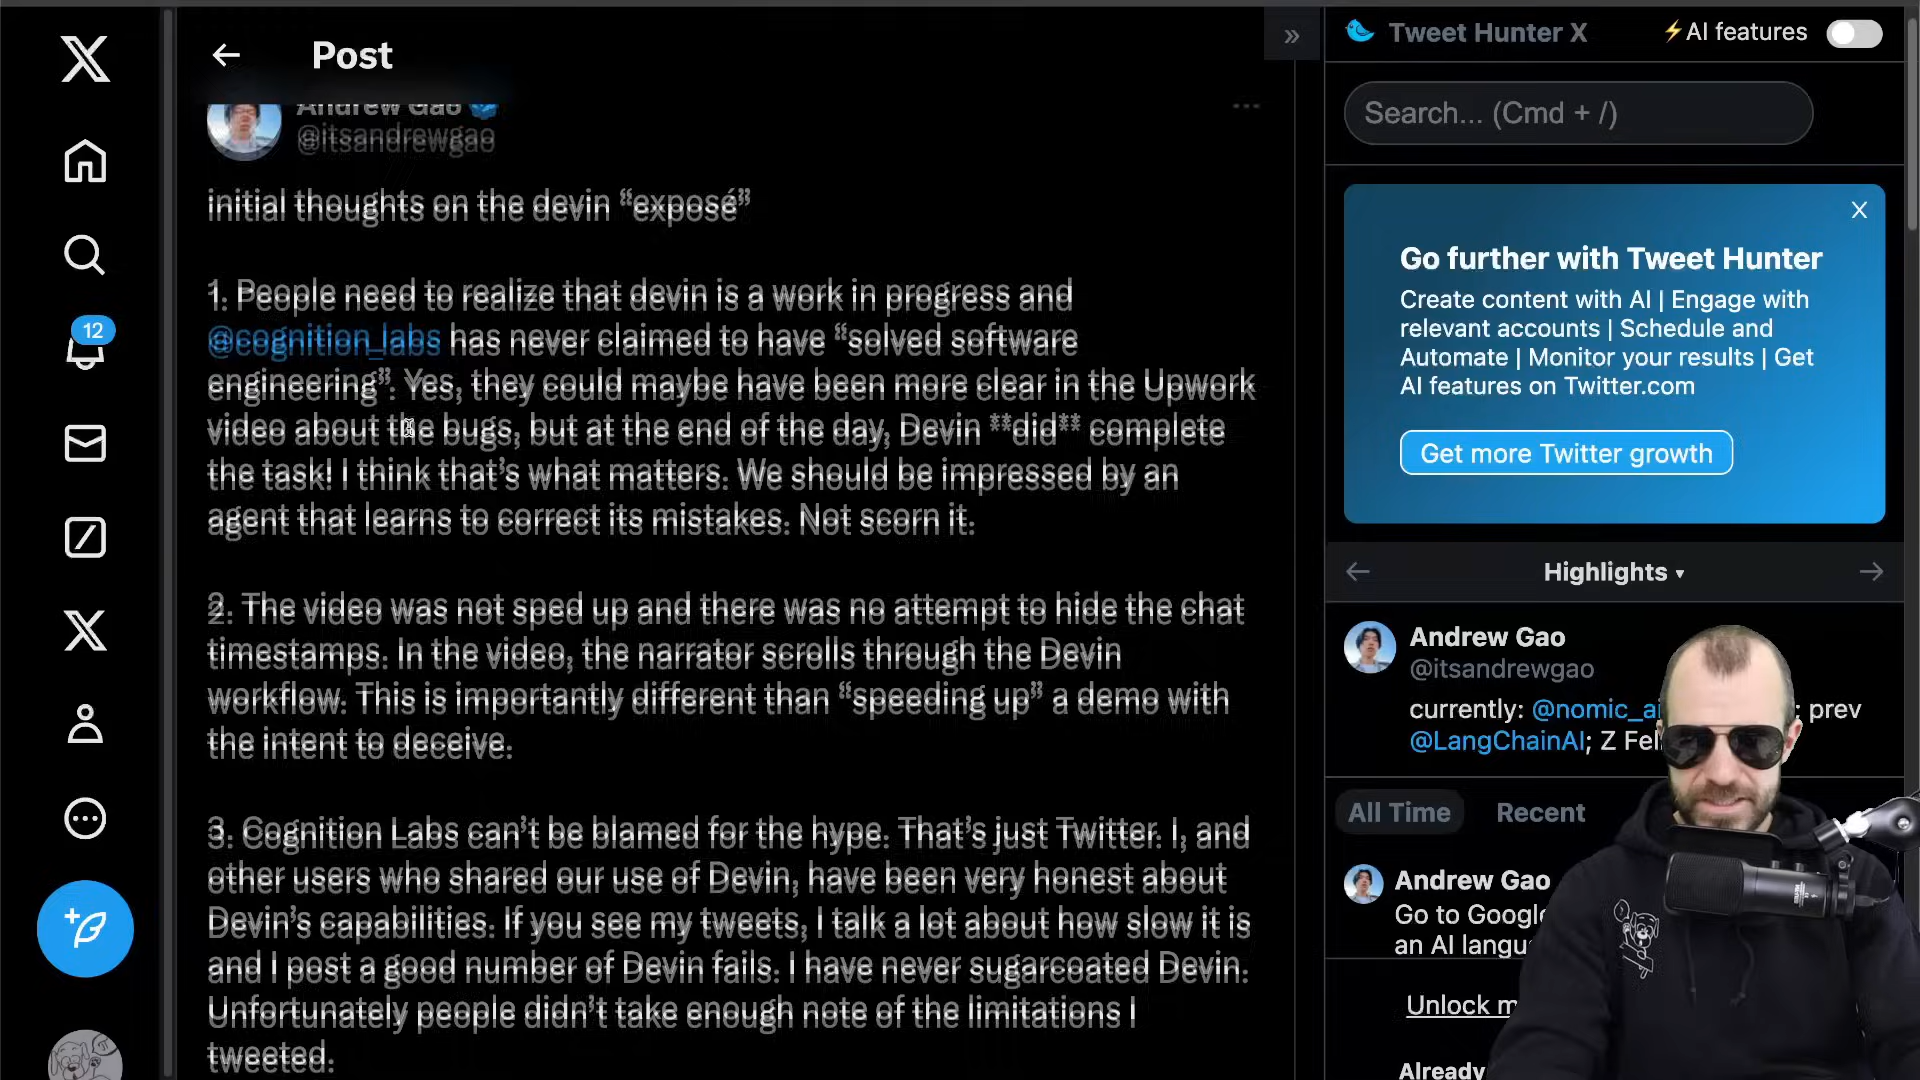 Post
Andrew Gao
@itsandrewgao
initial thoughts on the devin “exposé”
1. People need to realize that devin is a work in progress and
@cognition_labs has never claimed to have “solved software
engineering”. Yes, they could maybe have been more clear in the Upwork
video about the bugs, but at the end of the day, Devin **did** complete
the task! I think that’s what matters. We should be impressed by an
agent that learns to correct its mistakes. Not scorn it.
2. The video was not sped up and there was no attempt to hide the chat
timestamps. In the video, the narrator scrolls through the Devin
workflow. This is importantly different than “speeding up” a demo with
the intent to deceive.
3. Cognition Labs can’t be blamed for the hype. That’s just Twitter. I, and
other users who shared our use of Devin, have been very honest about
Devin’s capabilities. If you see my tweets, I talk a lot about how slow it is
and I post a good number of Devin fails. I have never sugarcoated Devin.
Unfortunately people didn’t take enough note of the limitations I
tweeted.
12
Tweet Hunter X
⚡AI features
Search... (Cmd + /)
X
Go further with Tweet Hunter
Create content with AI | Engage with
relevant accounts | Schedule and
Automate | Monitor your results | Get
AI features on Twitter.com
Get more Twitter growth
Highlights
Andrew Gao
@itsandrewgao
currently: @nomic_ai ; prev
@LangChainAI; Z
All Time
Recent
Andrew Gao
Go to Google
an AI
Unlock
Already